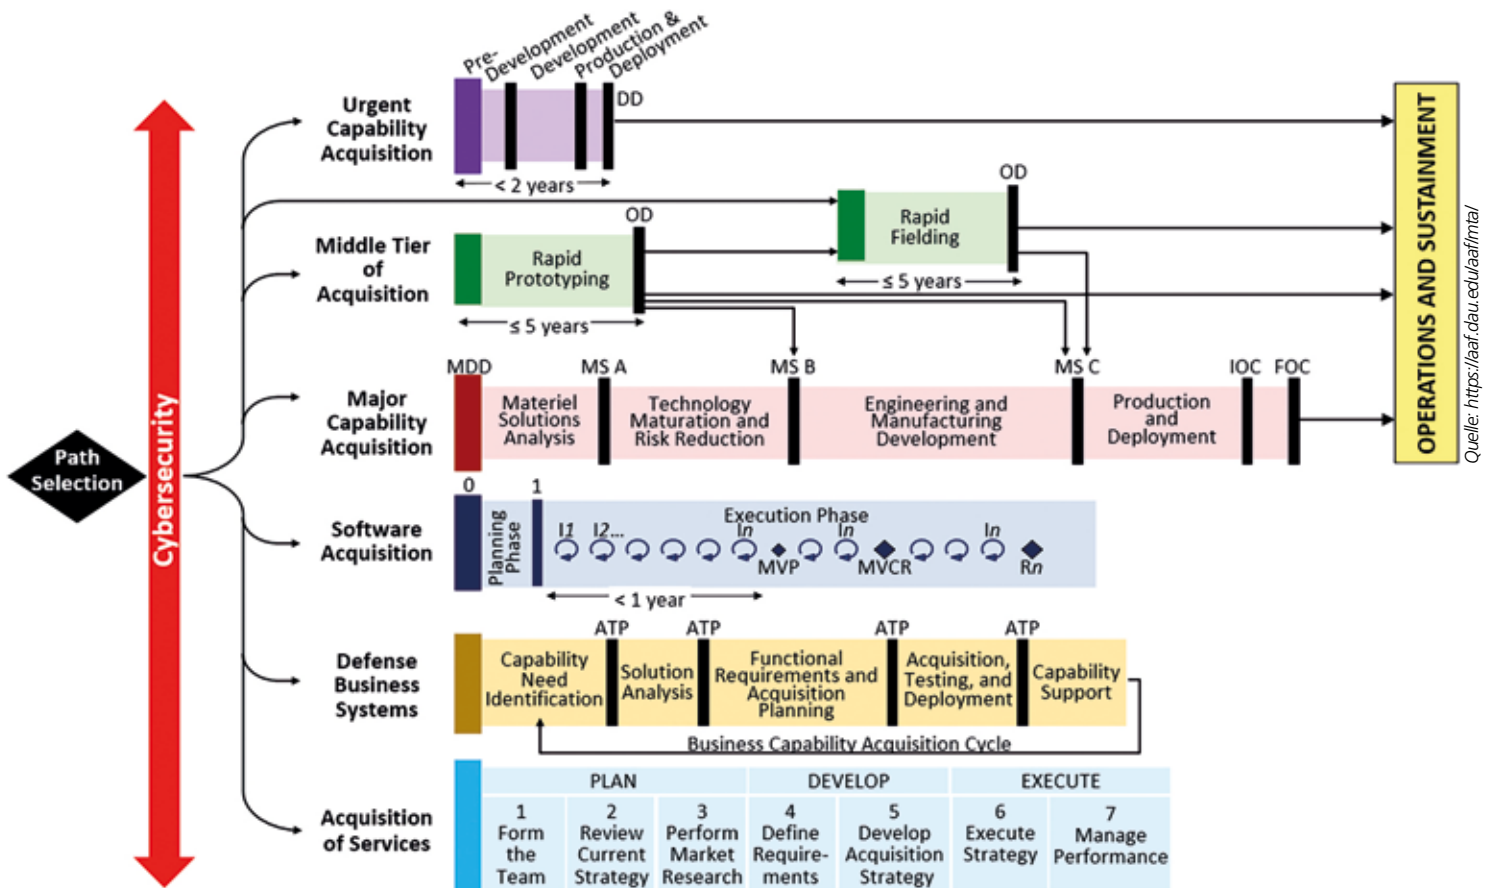 Pre-
Development
Development
Production &
Deployment
Urgent
Capability
Acquisition
DD
< 2 years
OD
Rapid
Fielding
≤ 5 years
Middle Tier
of
Acquisition
OD
Rapid
Prototyping
≤ 5 years
OPERATIONS AND SUSTAINMENT
Quelle: https://aaf.dau.edu/aaf/mta/
Path
Selection
Cybersecurity
Major
Capability
Acquisition
MDD
MS A
MS B
MS C
IOC
FOC
Materiel
Solutions
Analysis
Technology
Maturation and
Risk Reduction
Engineering and
Manufacturing
Development
Production
and
Deployment
Software
Acquisition
0
1
Planning
Phase
Execution Phase
I1
I2...
In
In
In
MVP
MVCR
Rn
< 1 year
Defense
Business
Systems
ATP
ATP
ATP
ATP
Capability
Need
Identification
Solution
Analysis
Functional
Requirements and
Acquisition
Planning
Acquisition,
Testing, and
Deployment
Capability
Support
Business Capability Acquisition Cycle
Acquisition
of Services
PLAN
DEVELOP
EXECUTE
1
Form
the
Team
2
Review
Current
Strategy
3
Perform
Market
Research
4
Define
Require-
ments
5
Develop
Acquisition
Strategy
6
Execute
Strategy
7
Manage
Performance